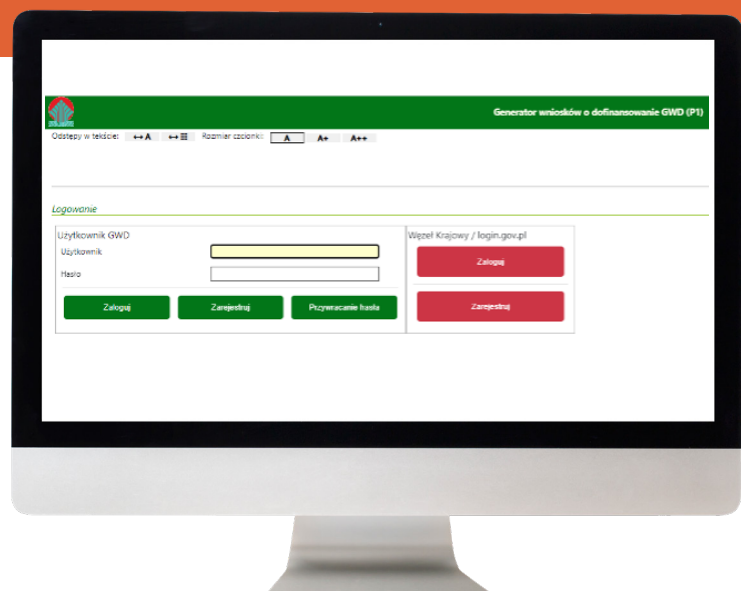 Generator wniosków o dofinansowanie GWD (P1)
Odstępy w tekście: ↔ A ↔ Rozmiar czcionki: A A+ A++
Logowanie
Użytkownik GWD
Użytkownik
Hasło
Zaloguj Zarejestruj Przywracanie hasła
Węzeł Krajowy / login.gov.pl
Zaloguj
Zarejestruj